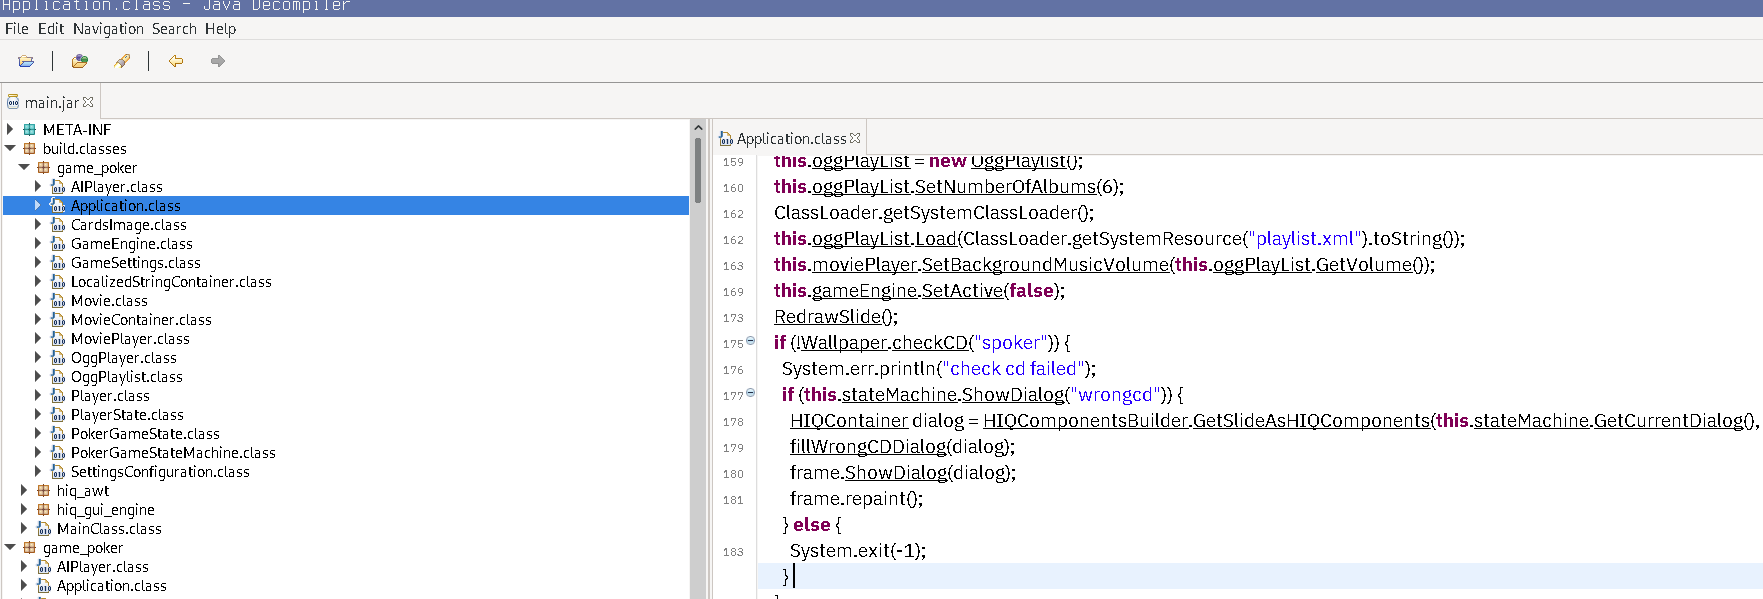 Application.class - Java Decompiler
File Edit Navigation Search Help
main.jar
META-INF
build.classes
game_poker
AIPlayer.class
Application.class
CardsImage.class
GameEngine.class
GameSettings.class
LocalizedStringContainer.class
Movie.class
MovieContainer.class
MoviePlayer.class
OggPlayer.class
OggPlaylist.class
Player.class
PlayerState.class
PokerGameState.class
PokerGameStateMachine.class
SettingsConfiguration.class
hiq_awt
hiq_gui_engine
MainClass.class
game_poker
AIPlayer.class
Application.class
Application.class
159 this.oggPlayList = new OggPlaylist();
160 this.oggPlayList.SetNumberOfAlbums(6);
162 ClassLoader.getSystemClassLoader();
162 this.oggPlayList.Load(ClassLoader.getSystemResource("playlist.xml").toString());
163 this.moviePlayer.SetBackgroundMusicVolume(this.oggPlayList.GetVolume());
169 this.gameEngine.SetActive(false);
173 RedrawSlide();
175 if (!Wallpaper.checkCD("spoker")) {
176 System.err.println("check cd failed");
177 if (this.stateMachine.ShowDialog("wrongcd")) {
178 HIQContainer dialog = HIQComponentsBuilder.GetSlideAsHIQComponents(this.stateMachine.GetCurrentDialog(),
179 fillWrongCDDialog(dialog);
180 frame.ShowDialog(dialog);
181 frame.repaint();
} else {
183 System.exit(-1);
}